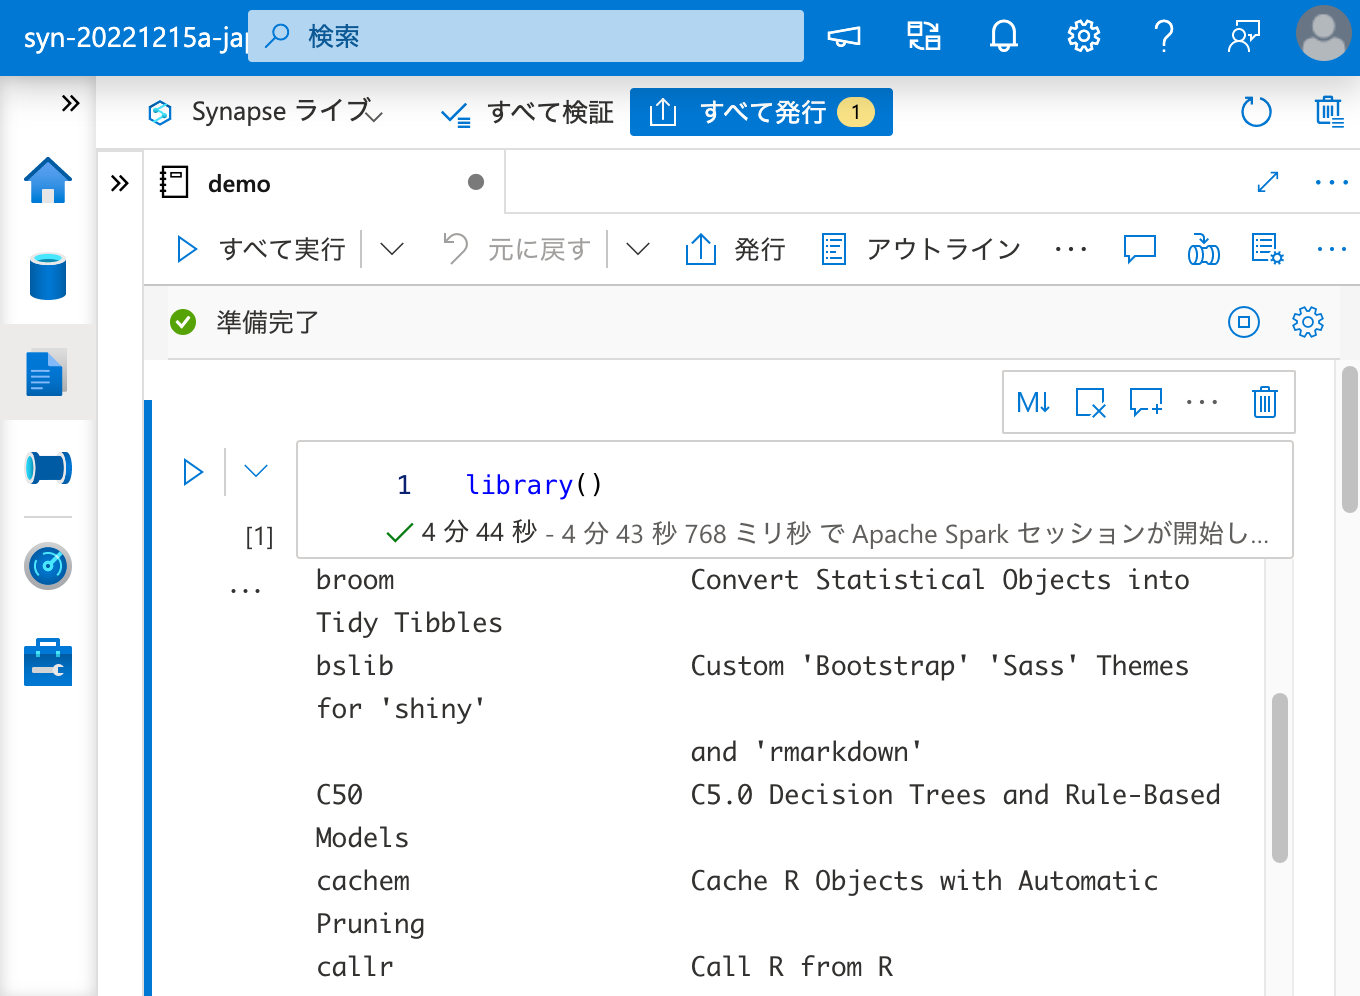 syn-20221215a-jap
検索
Synapse ライブ
すべて検証
すべて発行 1
demo
すべて実行
元に戻す
発行
アウトライン
準備完了
M↓
1 library()
[1]
4 分 44 秒 - 4 分 43 秒 768 ミリ秒 で Apache Spark セッションが開始し...
broom Convert Statistical Objects into
Tidy Tibbles
bslib Custom 'Bootstrap' 'Sass' Themes
for 'shiny'
and 'rmarkdown'
C50 C5.0 Decision Trees and Rule-Based
Models
cachem Cache R Objects with Automatic
Pruning
callr Call R from R